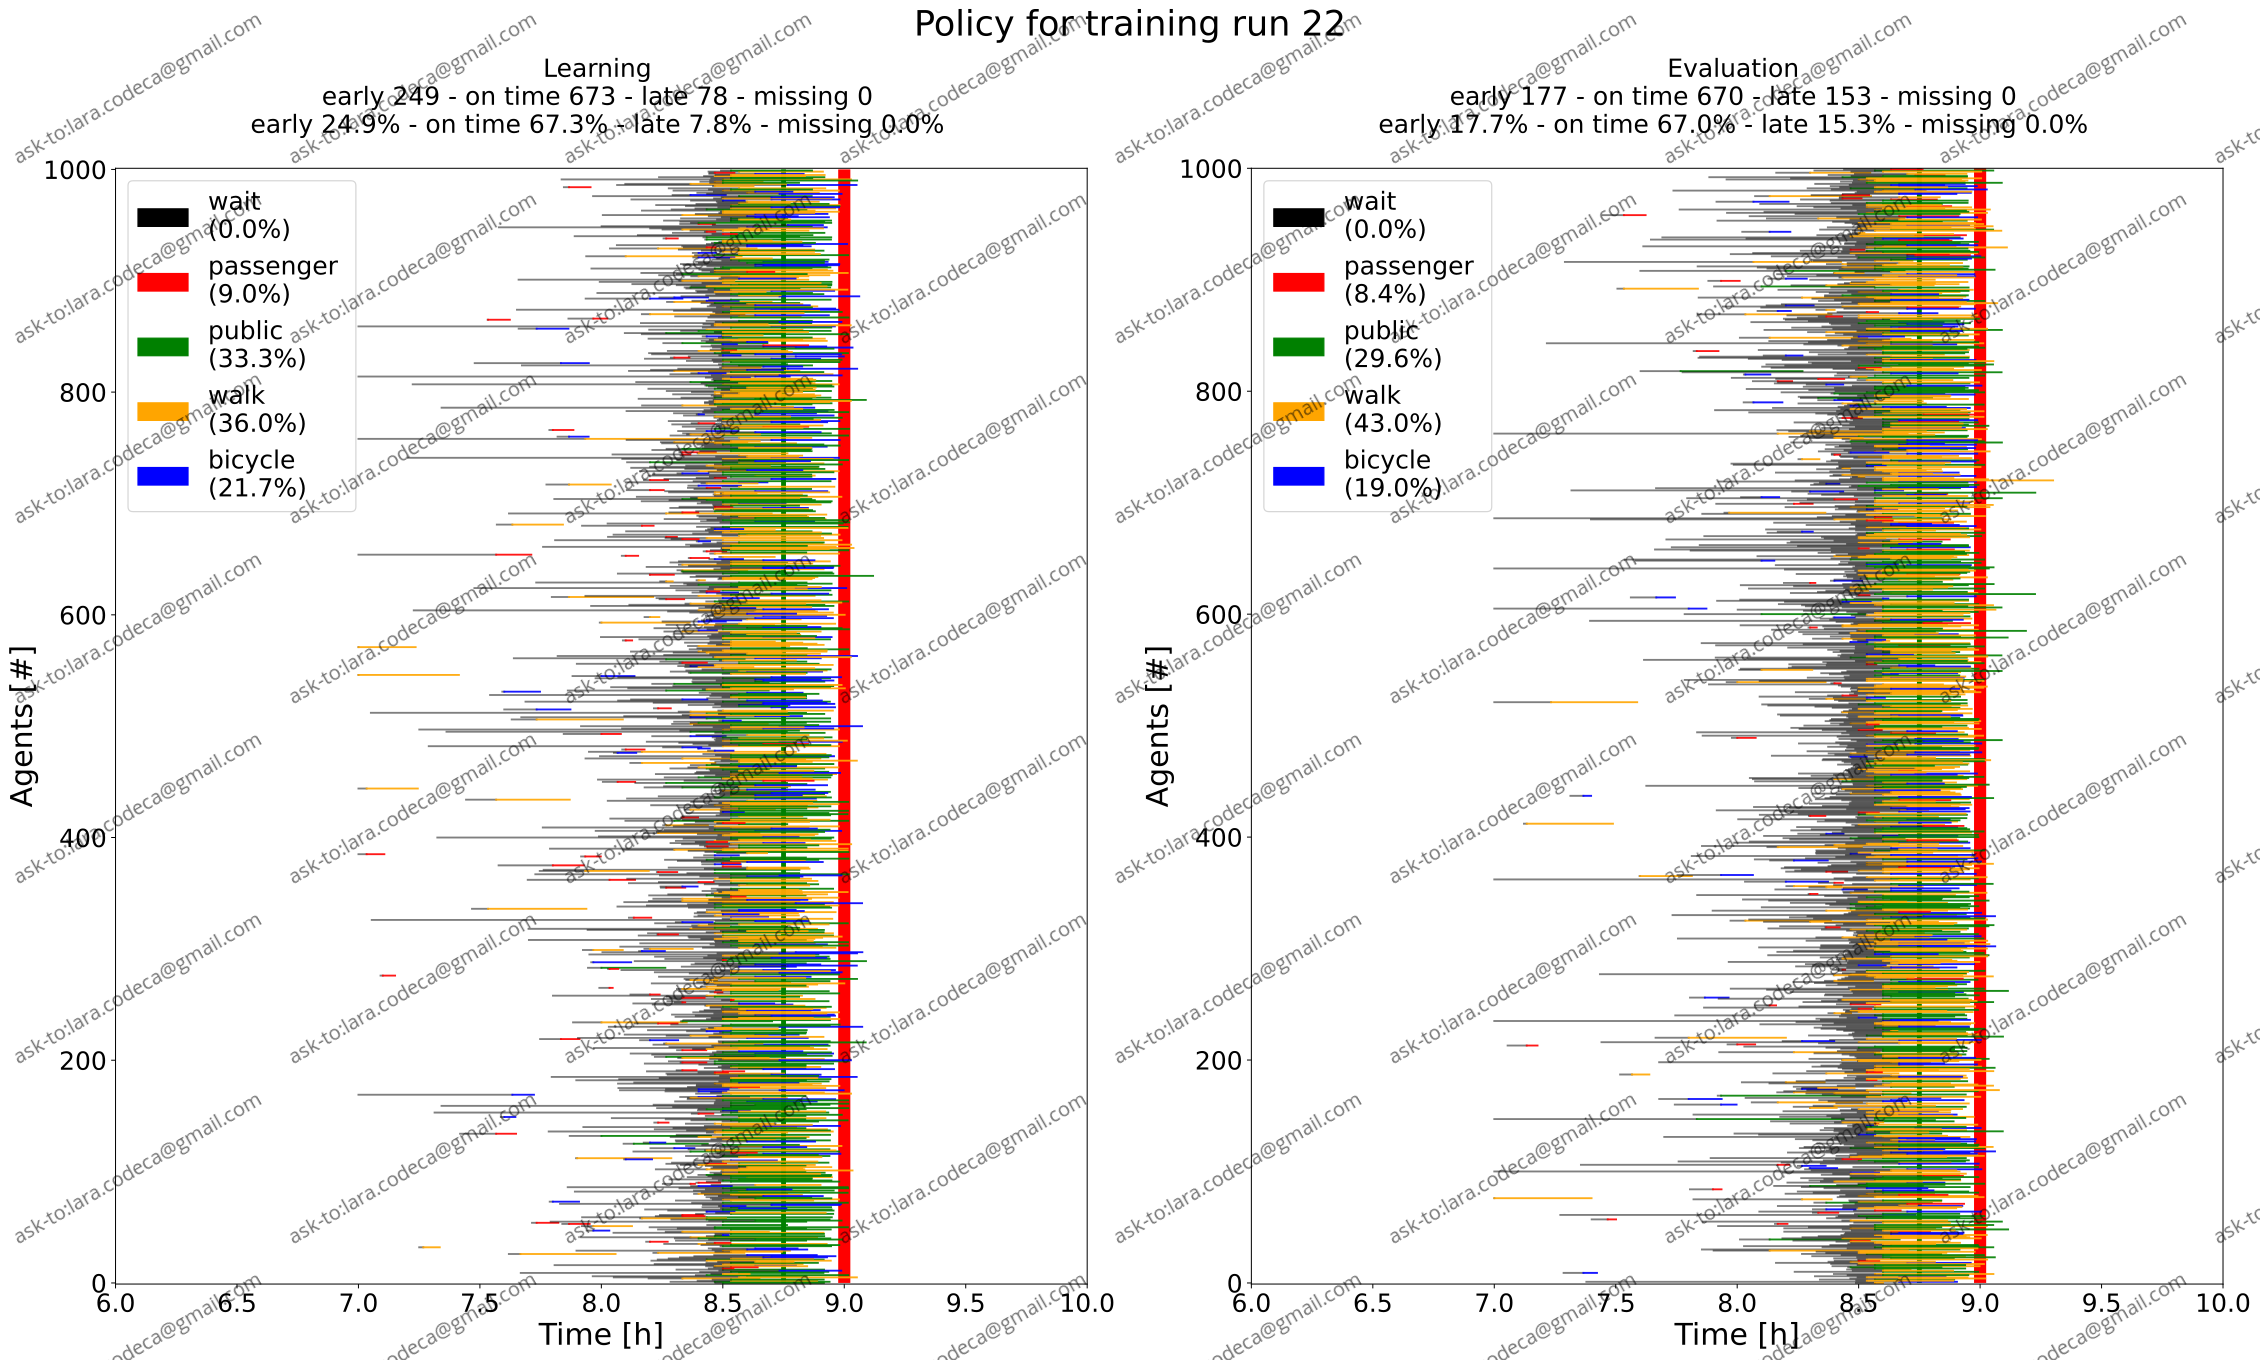 Policy for training run 22
Learning
early 249 - on time 673 - late 78 - missing 0
early 24.9% - on time 67.3% - late 7.8% - missing 0.0%
1000
800
600
400
200
0
Agents [#]
wait
(0.0%)
passenger
(9.0%)
public
(33.3%)
walk
(36.0%)
bicycle
(21.7%)
6.0 6.5 7.0 7.5 8.0 8.5 9.0 9.5 10.0
Time [h]
Evaluation
early 177 - on time 670 - late 153 - missing 0
early 17.7% - on time 67.0% - late 15.3% - missing 0.0%
1000
800
600
400
200
0
Agents [#]
wait
(0.0%)
passenger
(8.4%)
public
(29.6%)
walk
(43.0%)
bicycle
(19.0%)
6.0 6.5 7.0 7.5 8.0 8.5 9.0 9.5 10.0
Time [h]
ask-to:lara.codeca@gmail.com